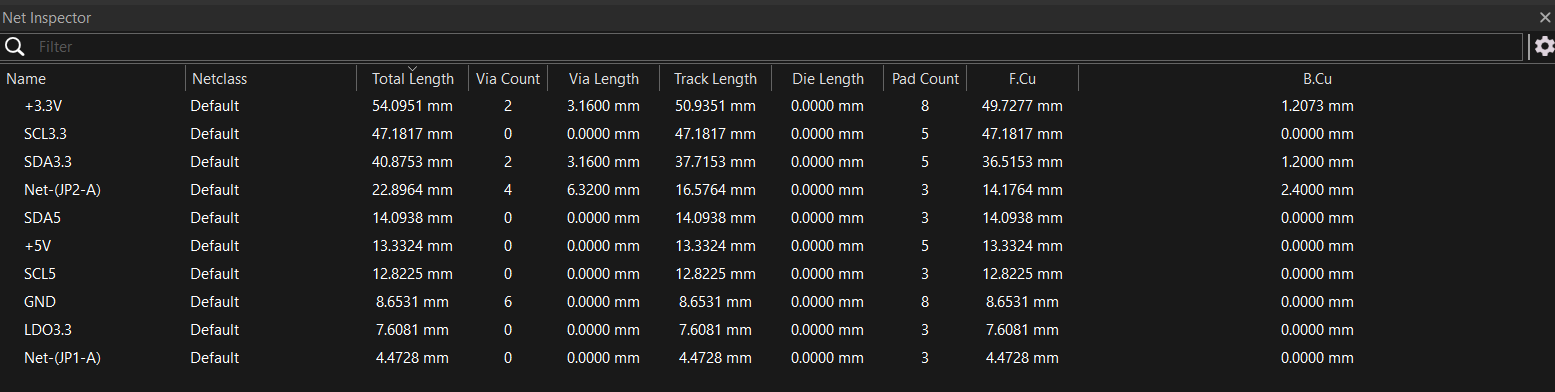 Net Inspector
Filter
Name Netclass Total Length Via Count Via Length Track Length Die Length Pad Count F.Cu B.Cu
+3.3V Default 54.0951 mm 2 3.1600 mm 50.9351 mm 0.0000 mm 8 49.7277 mm 1.2073 mm
SCL3.3 Default 47.1817 mm 0 0.0000 mm 47.1817 mm 0.0000 mm 5 47.1817 mm 0.0000 mm
SDA3.3 Default 40.8753 mm 2 3.1600 mm 37.7153 mm 0.0000 mm 5 36.5153 mm 1.2000 mm
Net-(JP2-A) Default 22.8964 mm 4 6.3200 mm 16.5764 mm 0.0000 mm 3 14.1764 mm 2.4000 mm
SDA5 Default 14.0938 mm 0 0.0000 mm 14.0938 mm 0.0000 mm 3 14.0938 mm 0.0000 mm
+5V Default 13.3324 mm 0 0.0000 mm 13.3324 mm 0.0000 mm 5 13.3324 mm 0.0000 mm
SCL5 Default 12.8225 mm 0 0.0000 mm 12.8225 mm 0.0000 mm 3 12.8225 mm 0.0000 mm
GND Default 8.6531 mm 6 0.0000 mm 8.6531 mm 0.0000 mm 8 8.6531 mm 0.0000 mm
LDO3.3 Default 7.6081 mm 0 0.0000 mm 7.6081 mm 0.0000 mm 3 7.6081 mm 0.0000 mm
Net-(JP1-A) Default 4.4728 mm 0 0.0000 mm 4.4728 mm 0.0000 mm 3 4.4728 mm 0.0000 mm